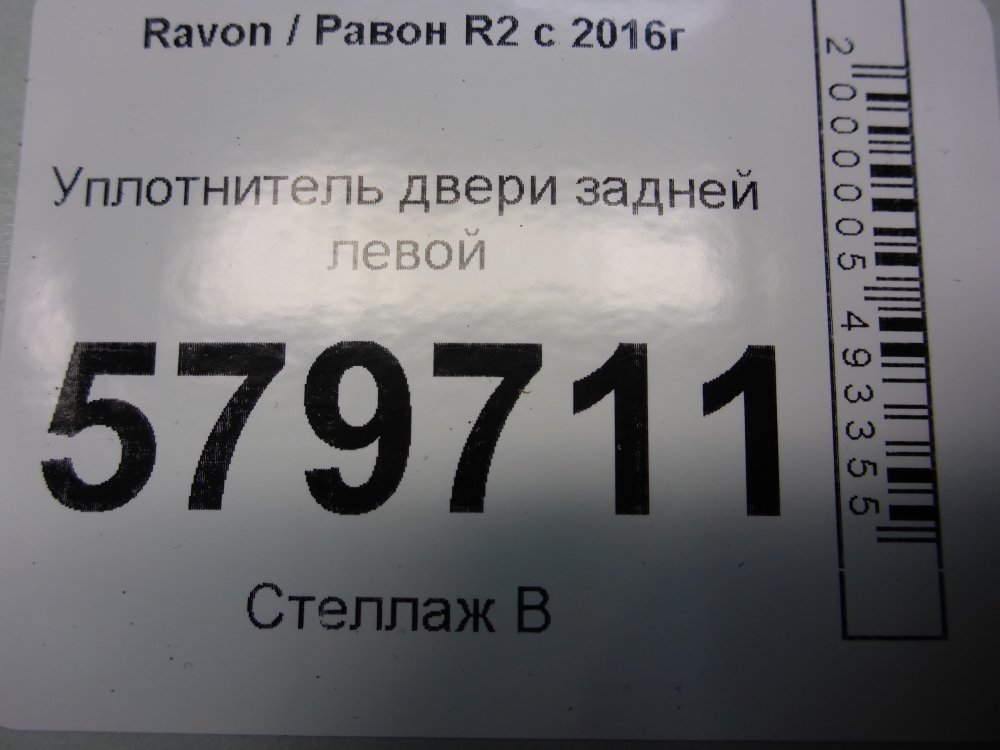 Ravon / Равон R2 с 2016г
Уплотнитель двери задней
левой
579711
Стеллаж В
2000005493355